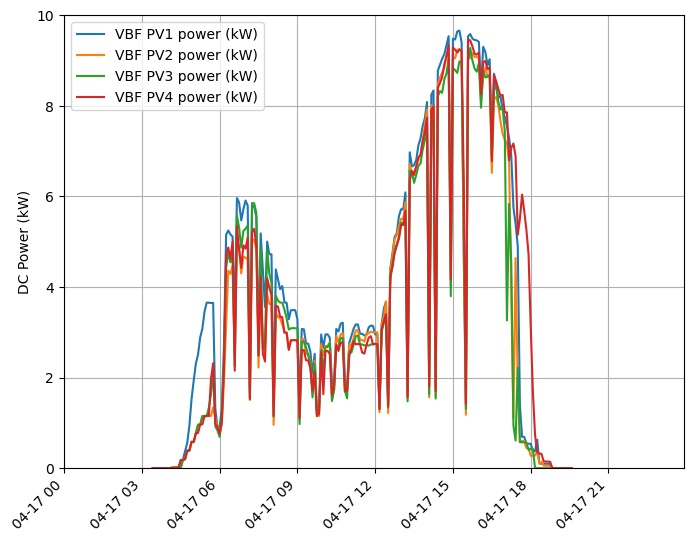 10
8
6
4
2
0
DC Power (kW)
VBF PV1 power (kW)
VBF PV2 power (kW)
VBF PV3 power (kW)
VBF PV4 power (kW)
04-17 00
04-17 03
04-17 06
04-17 09
04-17 12
04-17 15
04-17 18
04-17 21